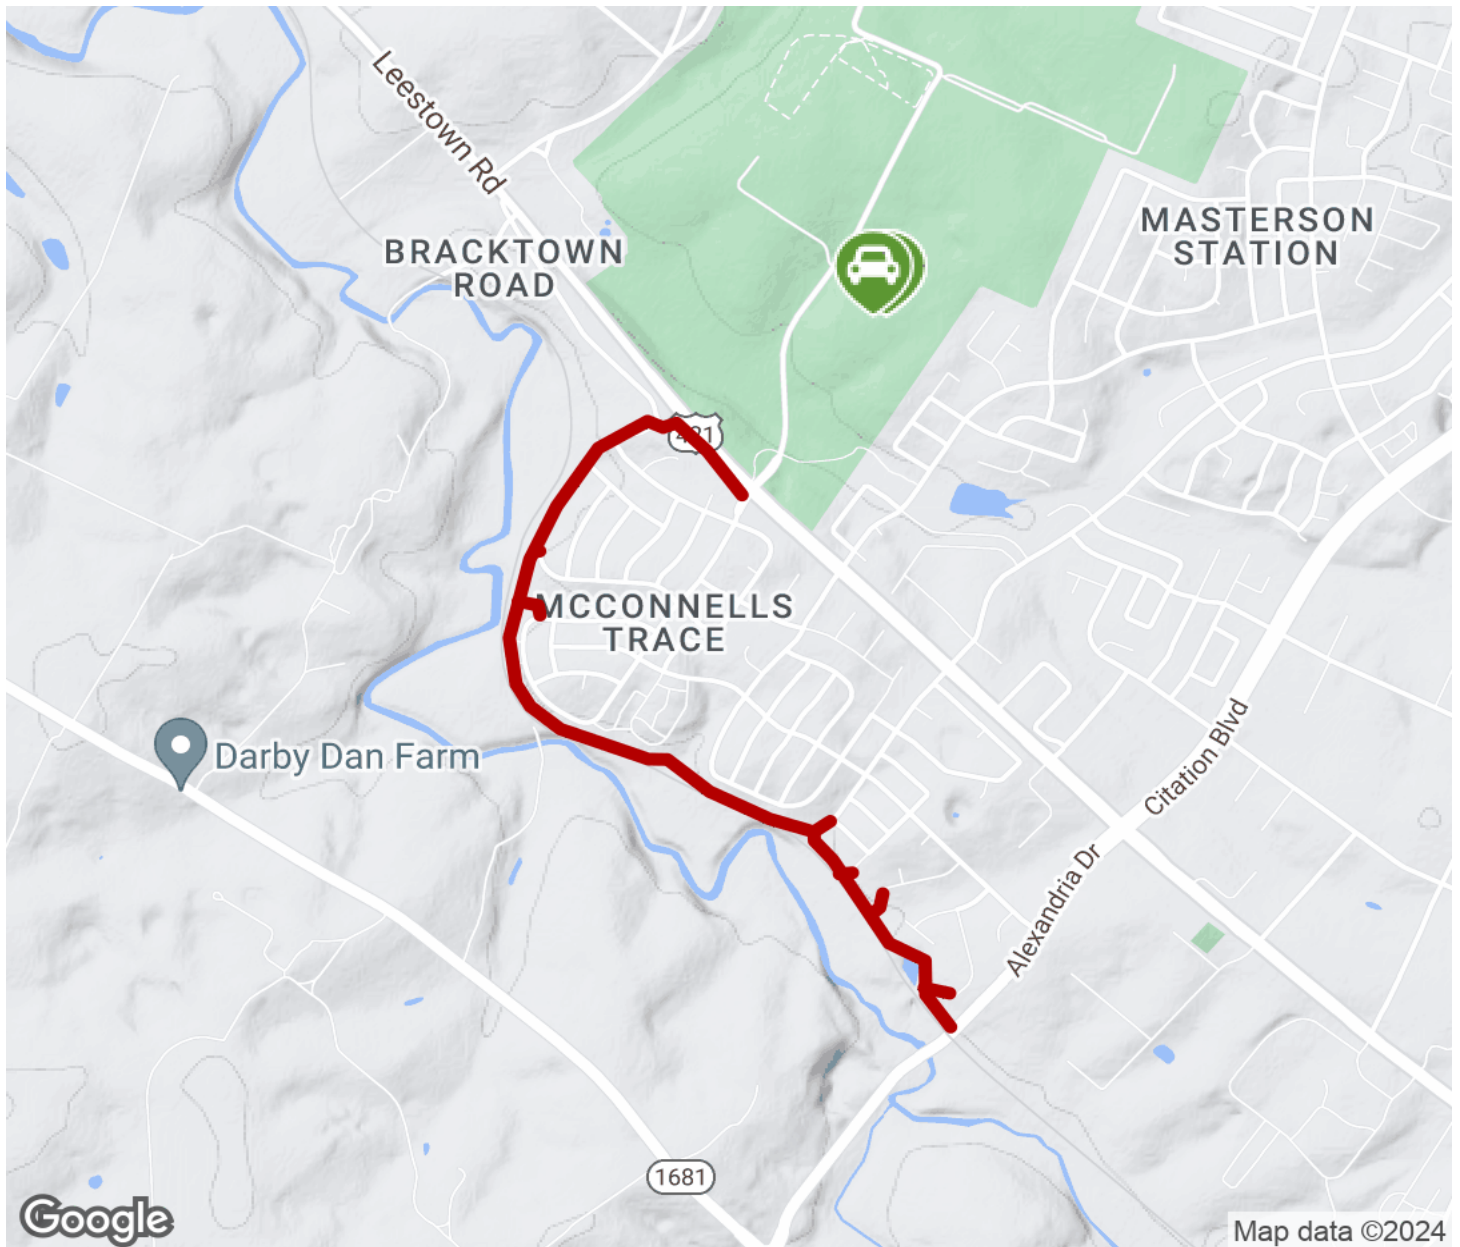 Leestown Rd
BRACKTOWN
ROAD
MASTERSON
STATION
421
MCCONNELLS
TRACE
Darby Dan Farm
Citation Blvd
Alexandria Dr
1681
Google
Map data ©2024